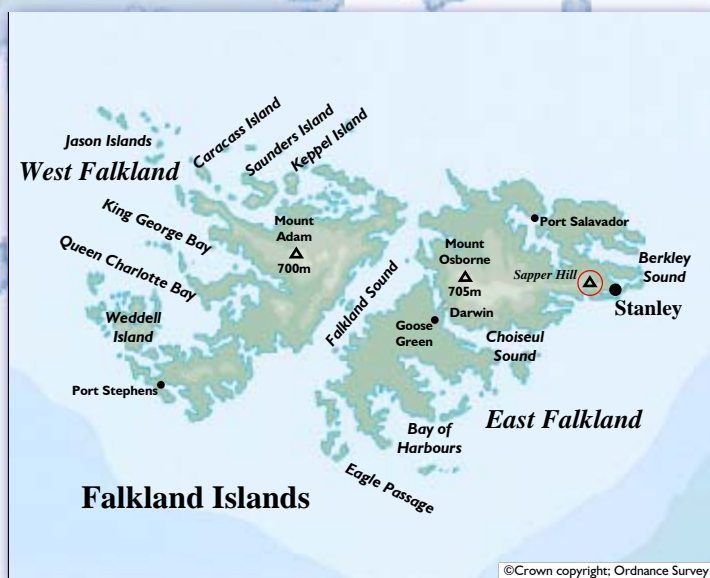 Jason Islands
Caracass Island
Saunders Island
Keppel Island
West Falkland
King George Bay
Mount
Adam
700m
Port Salavador
Queen Charlotte Bay
Mount
Osborne
705m
Sapper Hill
Berkley
Sound
Stanley
Falkland Sound
Weddell
Island
Darwin
Goose
Green
Choiseul
Sound
Port Stephens
East Falkland
Bay of
Harbours
Eagle Passage
Falkland Islands
©Crown copyright; Ordnance Survey